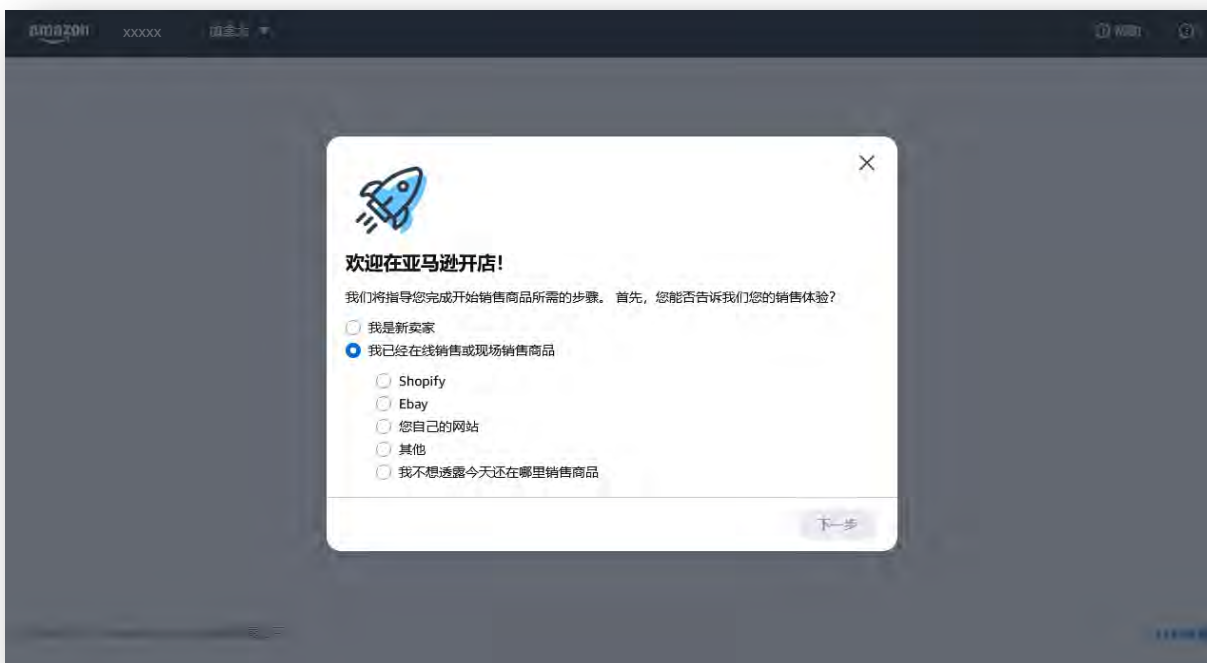 amazon xxxxx
欢迎在亚马逊开店!
我们将指导您完成开始销售商品所需的步骤。 首先，您能否告诉我们您的销售体验?
我是新卖家
我已经在线销售或现场销售商品
Shopify
Ebay
您自己的网站
其他
我不想透露今天还在哪里销售商品
下一步